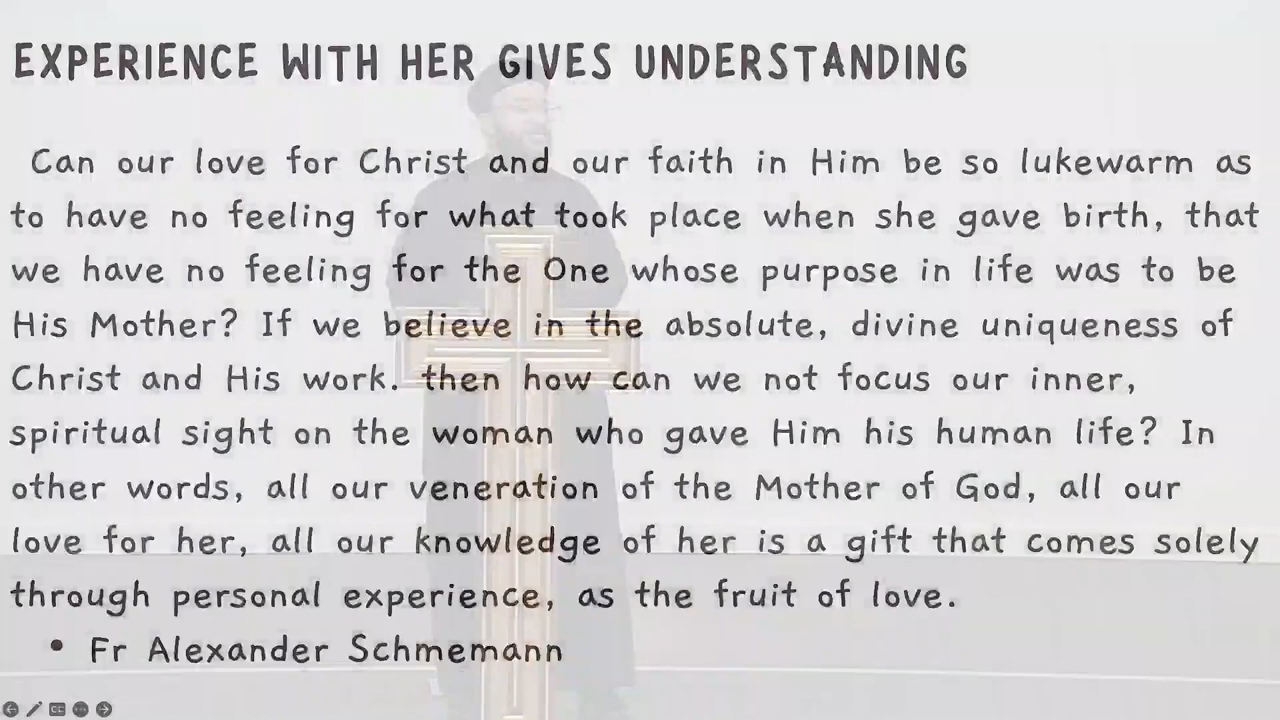 EXPERIENCE WITH HER GIVES UNDERSTANDING
Can our love for Christ and our faith in Him be so lukewarm as
to have no feeling for what took place when she gave birth, that
we have no feeling for the One whose purpose in life was to be
His Mother? If we believe in the absolute, divine uniqueness of
Christ and His work. then how can we not focus our inner,
spiritual sight on the woman who gave Him his human life? In
other words, all our veneration of the Mother of God, all our
love for her, all our knowledge of her is a gift that comes solely
through personal experience, as the fruit of love.
• Fr Alexander Schmemann